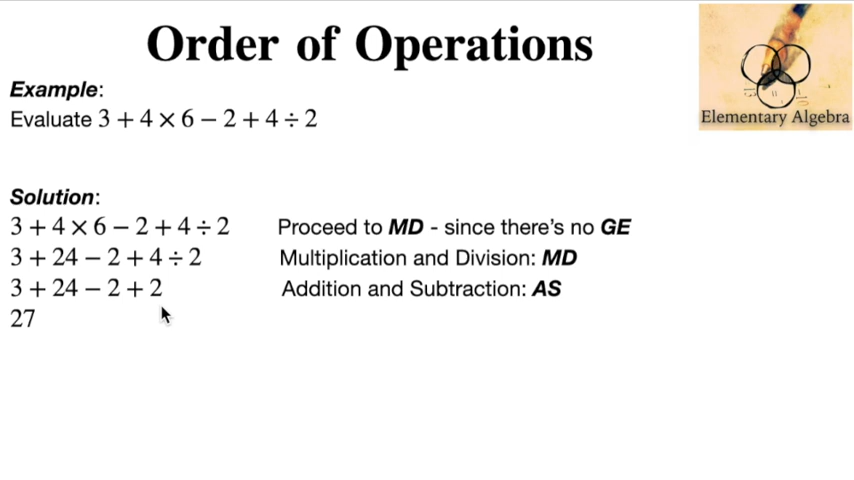 Order of Operations
Elementary Algebra
Example:
Evaluate 3 + 4 × 6 − 2 + 4 ÷ 2
Solution:
3 + 4 × 6 − 2 + 4 ÷ 2 Proceed to MD - since there's no GE
3 + 24 − 2 + 4 ÷ 2 Multiplication and Division: MD
3 + 24 − 2 + 2 Addition and Subtraction: AS
27